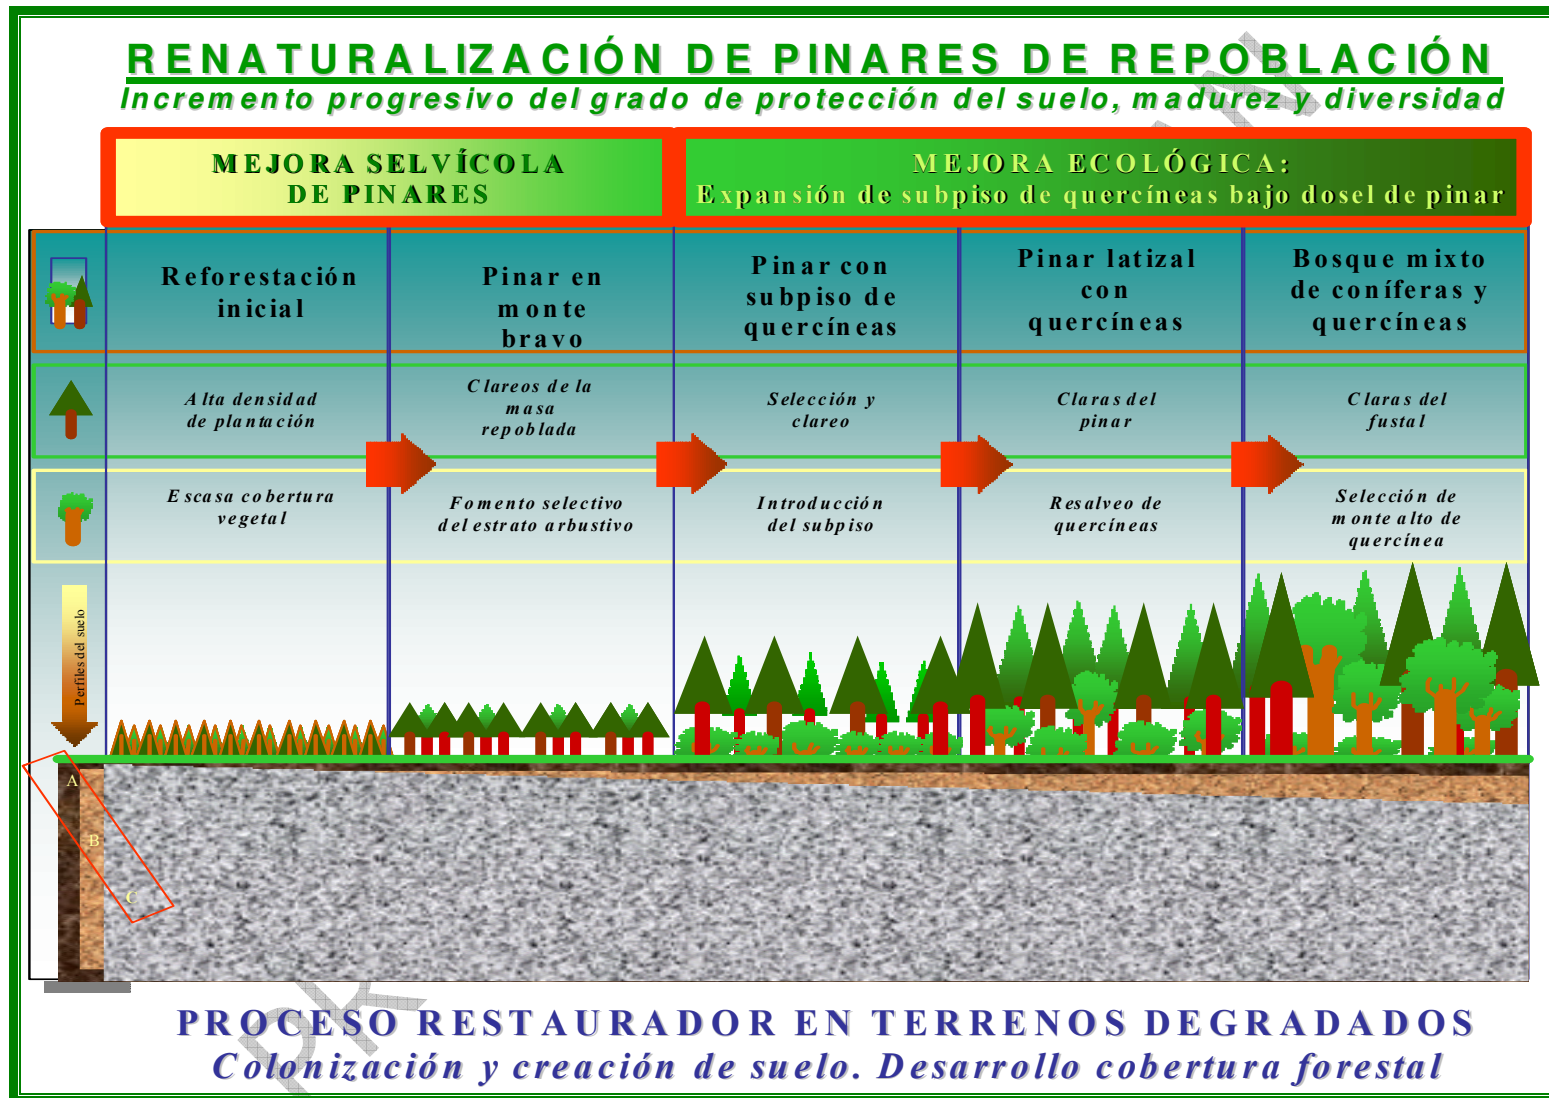 RENATURALIZACIÓN DE PINARES DE REPOBLACIÓN
Incremento progresivo del grado de protección del suelo, madurez y diversidad
MEJORA SELVÍCOLA
DE PINARES
MEJORA ECOLÓGICA:
Expansión de subpiso de quercíneas bajo dosel de pinar
Reforestación
inicial
Pinar en
monte
bravo
Pinar con
subpiso de
quercíneas
Pinar latizal
con
quercíneas
Bosque mixto
de coníferas y
quercíneas
Alta densidad
de plantación
Clareos de la
masa
repoblada
Selección y
clareo
Claras del
pinar
Claras del
fustal
Escasa cobertura
vegetal
Fomento selectivo
del estrato arbustivo
Introducción
del subpiso
Resalveo de
quercíneas
Selección de
monte alto de
quercínea
Perfiles del suelo
A
B
C
PROCESO RESTAURADOR EN TERRENOS DEGRADADOS
Colonización y creación de suelo. Desarrollo cobertura forestal